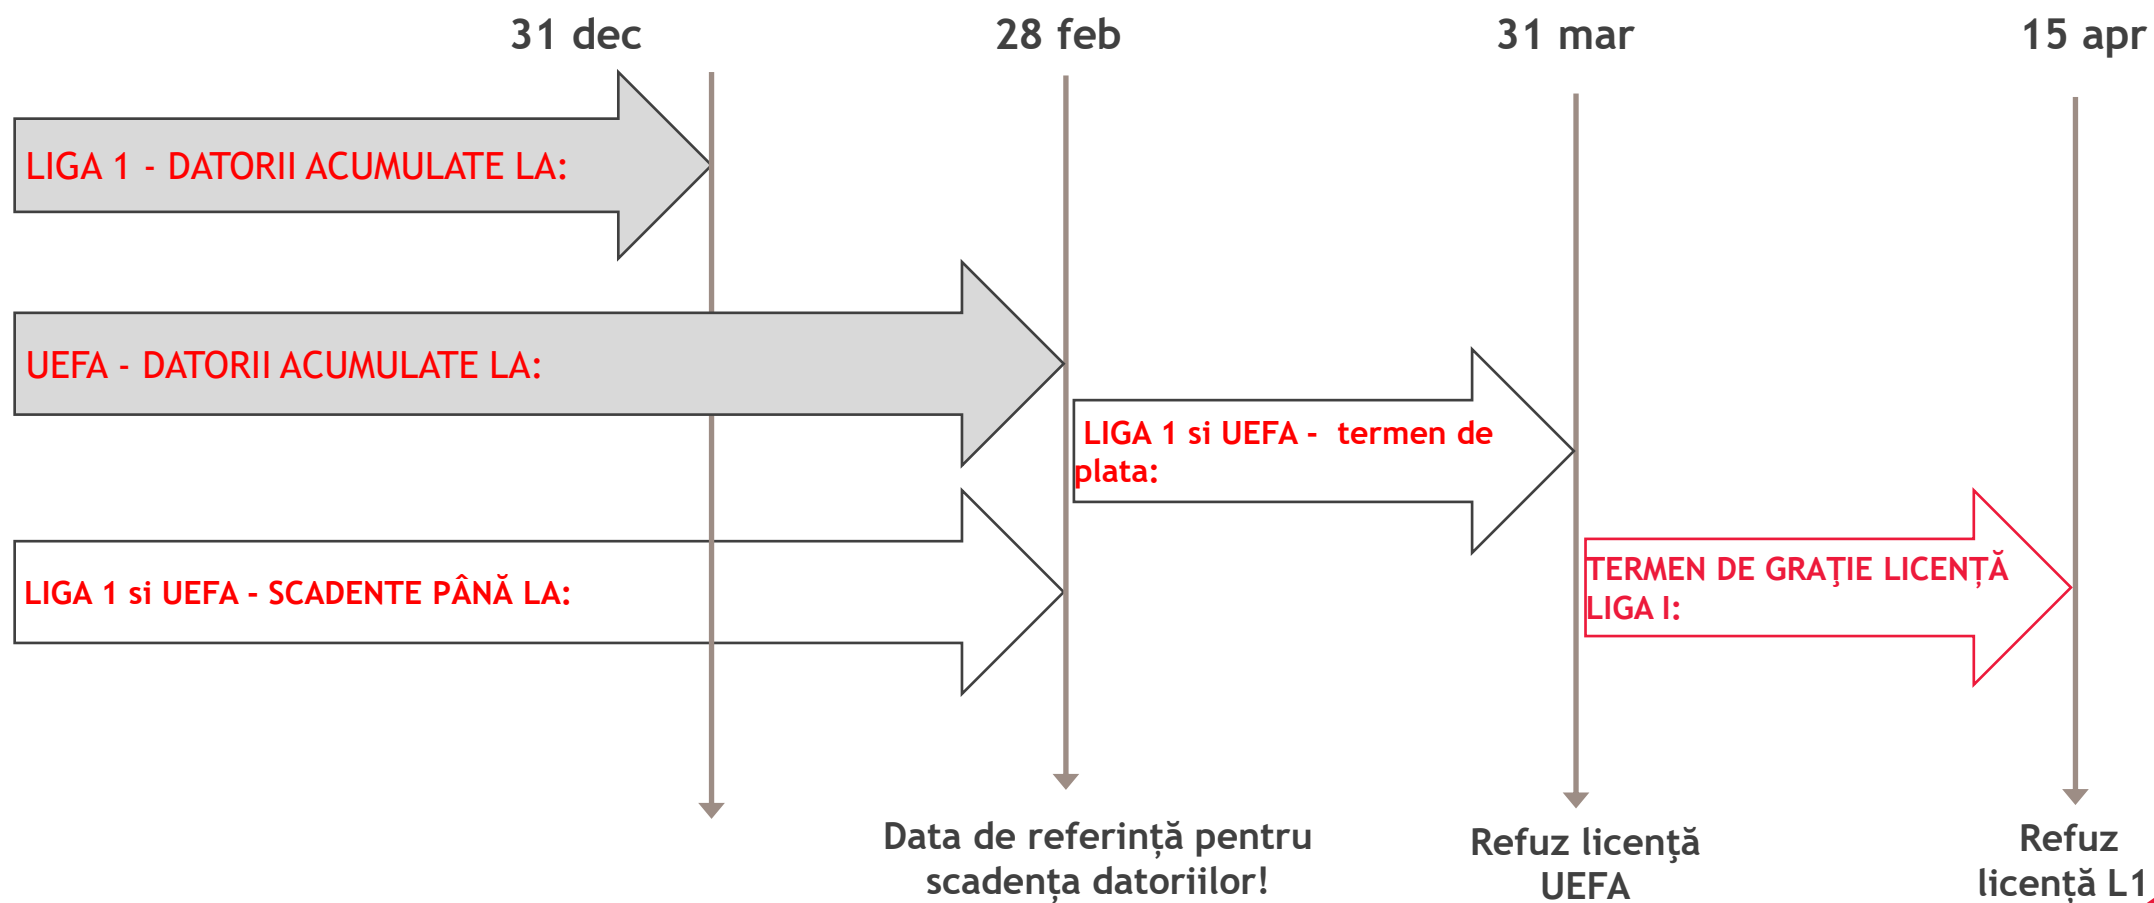 31 dec
28 feb
31 mar
15 apr
LIGA 1 - DATORII ACUMULATE LA:
UEFA - DATORII ACUMULATE LA:
LIGA 1 si UEFA - termen de
plata:
LIGA 1 si UEFA - SCADENTE PÂNĂ LA:
TERMEN DE GRAŢIE LICENȚĂ
LIGA I:
Data de referință pentru
scadența datoriilor!
Refuz licenţă
UEFA
Refuz
licență L1